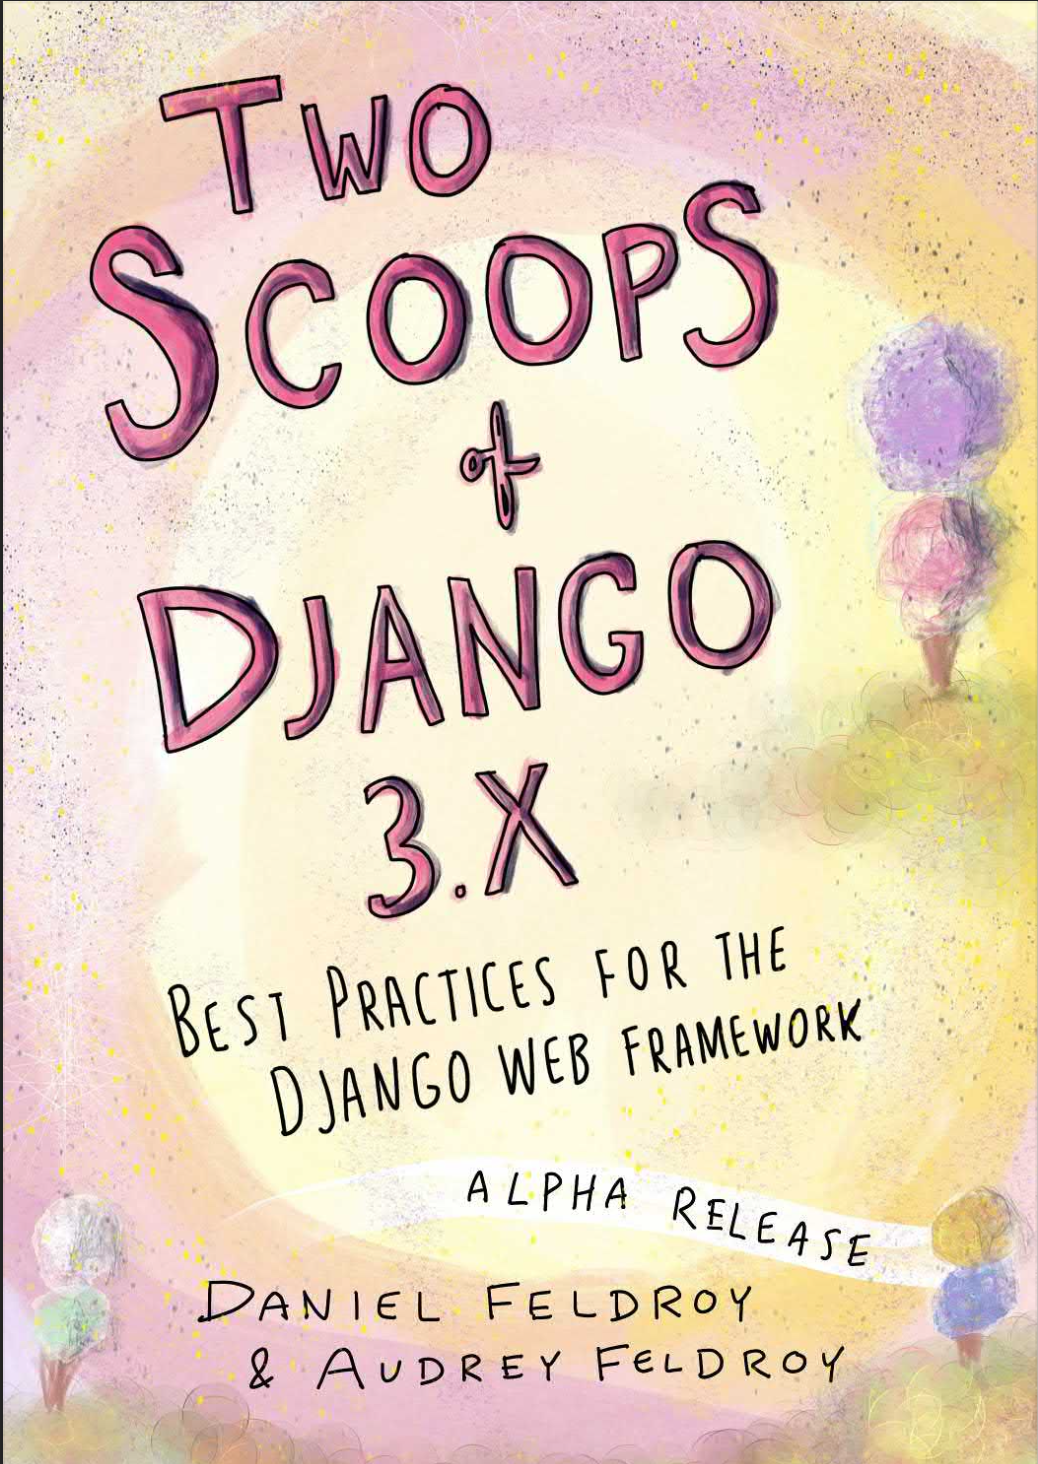 TWO
SCOOPS
of
DJANGO
3.X
BEST PRACTICES FOR THE
DJANGO WEB FRAMEWORK
ALPHA RELEASE
DANIEL FELDROY
& AUDREY FELDROY